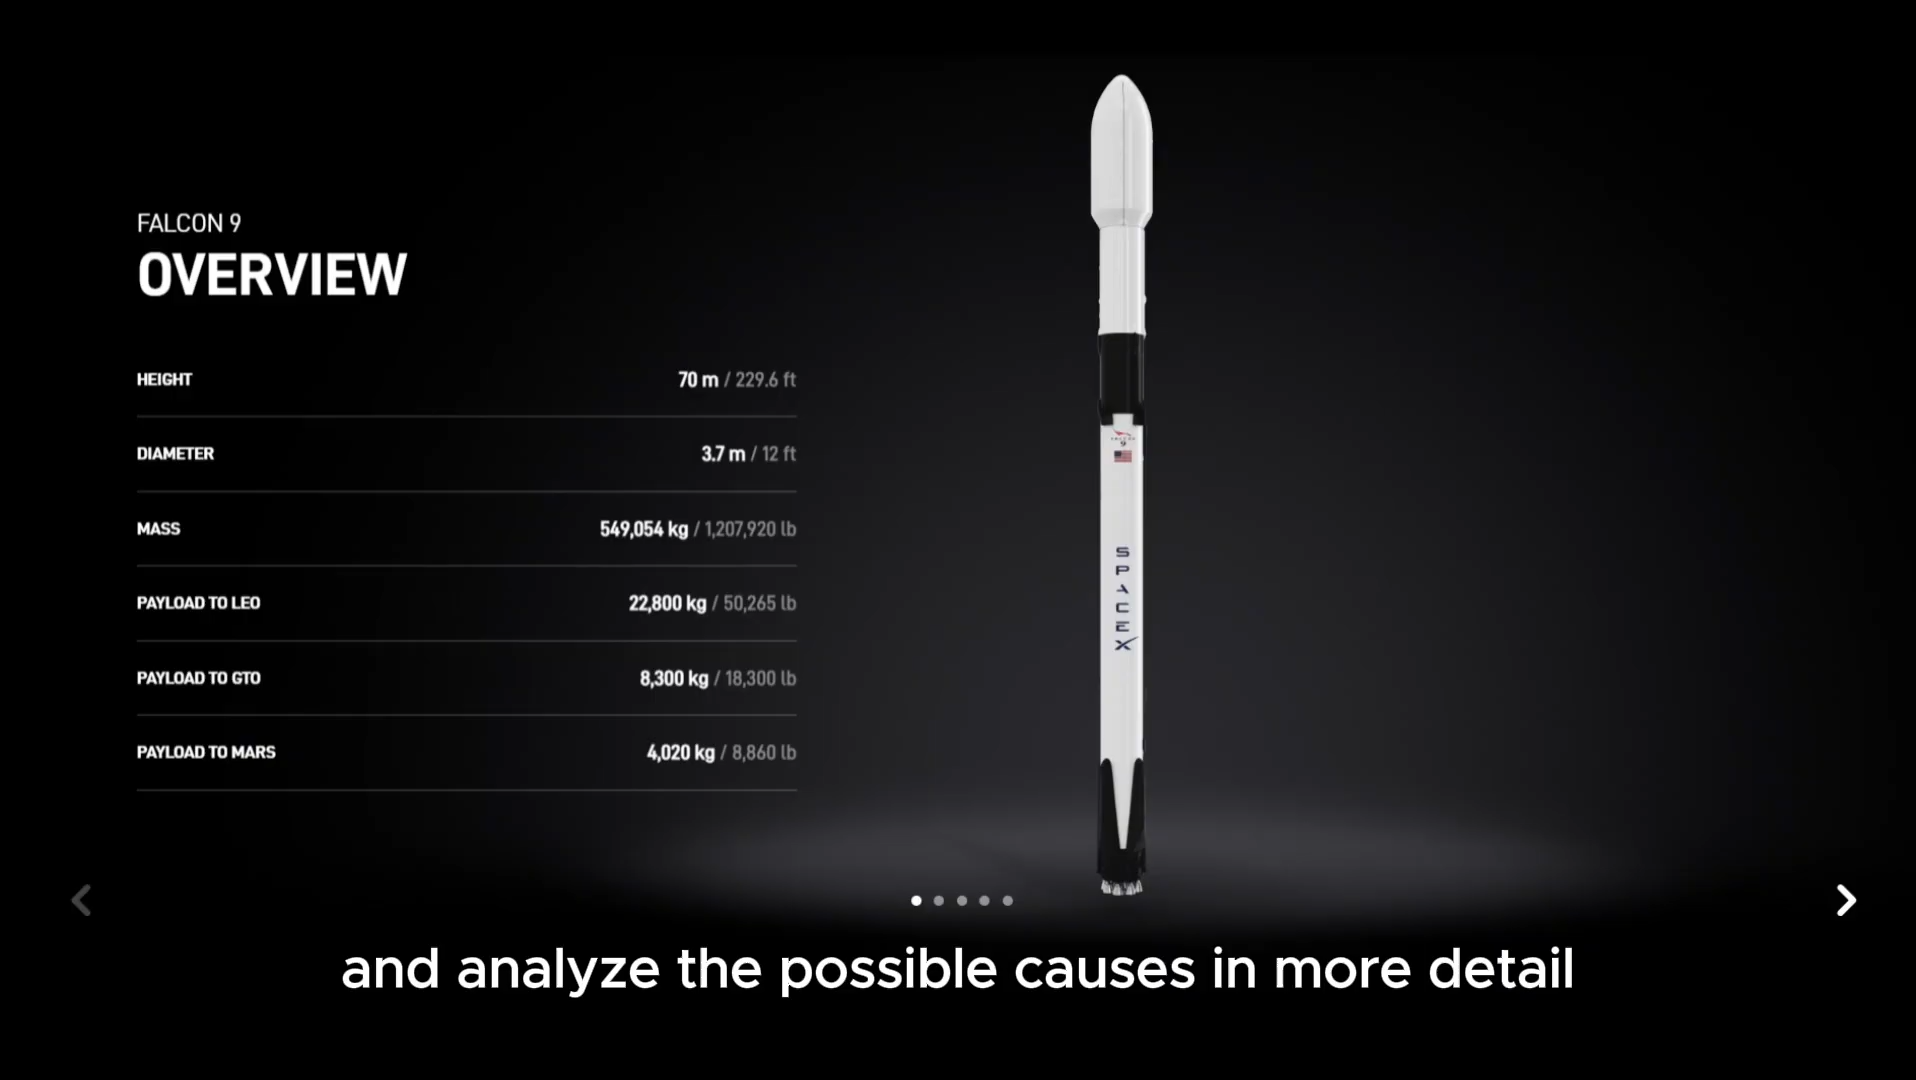 FALCON 9
OVERVIEW
HEIGHT 70 m / 229.6 ft
DIAMETER 3.7 m / 12 ft
MASS 549,054 kg / 1,207,920 lb
PAYLOAD TO LEO 22,800 kg / 50,265 lb
PAYLOAD TO GTO 8,300 kg / 18,300 lb
PAYLOAD TO MARS 4,020 kg / 8,860 lb
9
SPACEX
and analyze the possible causes in more detail